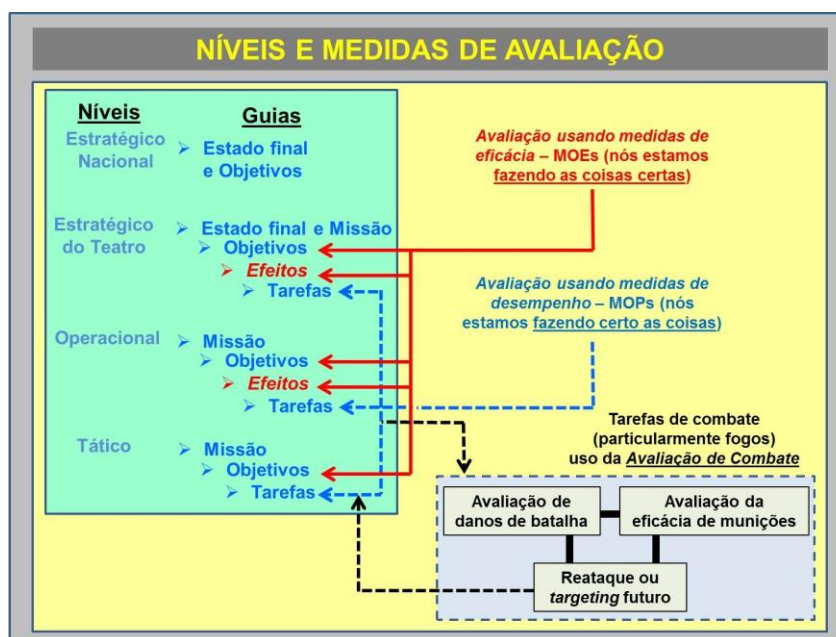 NÍVEIS E MEDIDAS DE AVALIAÇÃO
Níveis
Guias
Estratégico
Nacional
Estado final
e Objetivos
Estratégico
do Teatro
Estado final e Missão
Objetivos
Efeitos
Tarefas
Operacional
Missão
Objetivos
Efeitos
Tarefas
Tático
Missão
Objetivos
Tarefas
Avaliação usando medidas de
eficácia – MOEs (nós estamos
fazendo as coisas certas)
Avaliação usando medidas de
desempenho – MOPs (nós
estamos fazendo certo as coisas)
Tarefas de combate
(particularmente fogos)
uso da Avaliação de Combate
Avaliação de
danos de batalha
Avaliação da
eficácia de munições
Reataque ou
targeting futuro